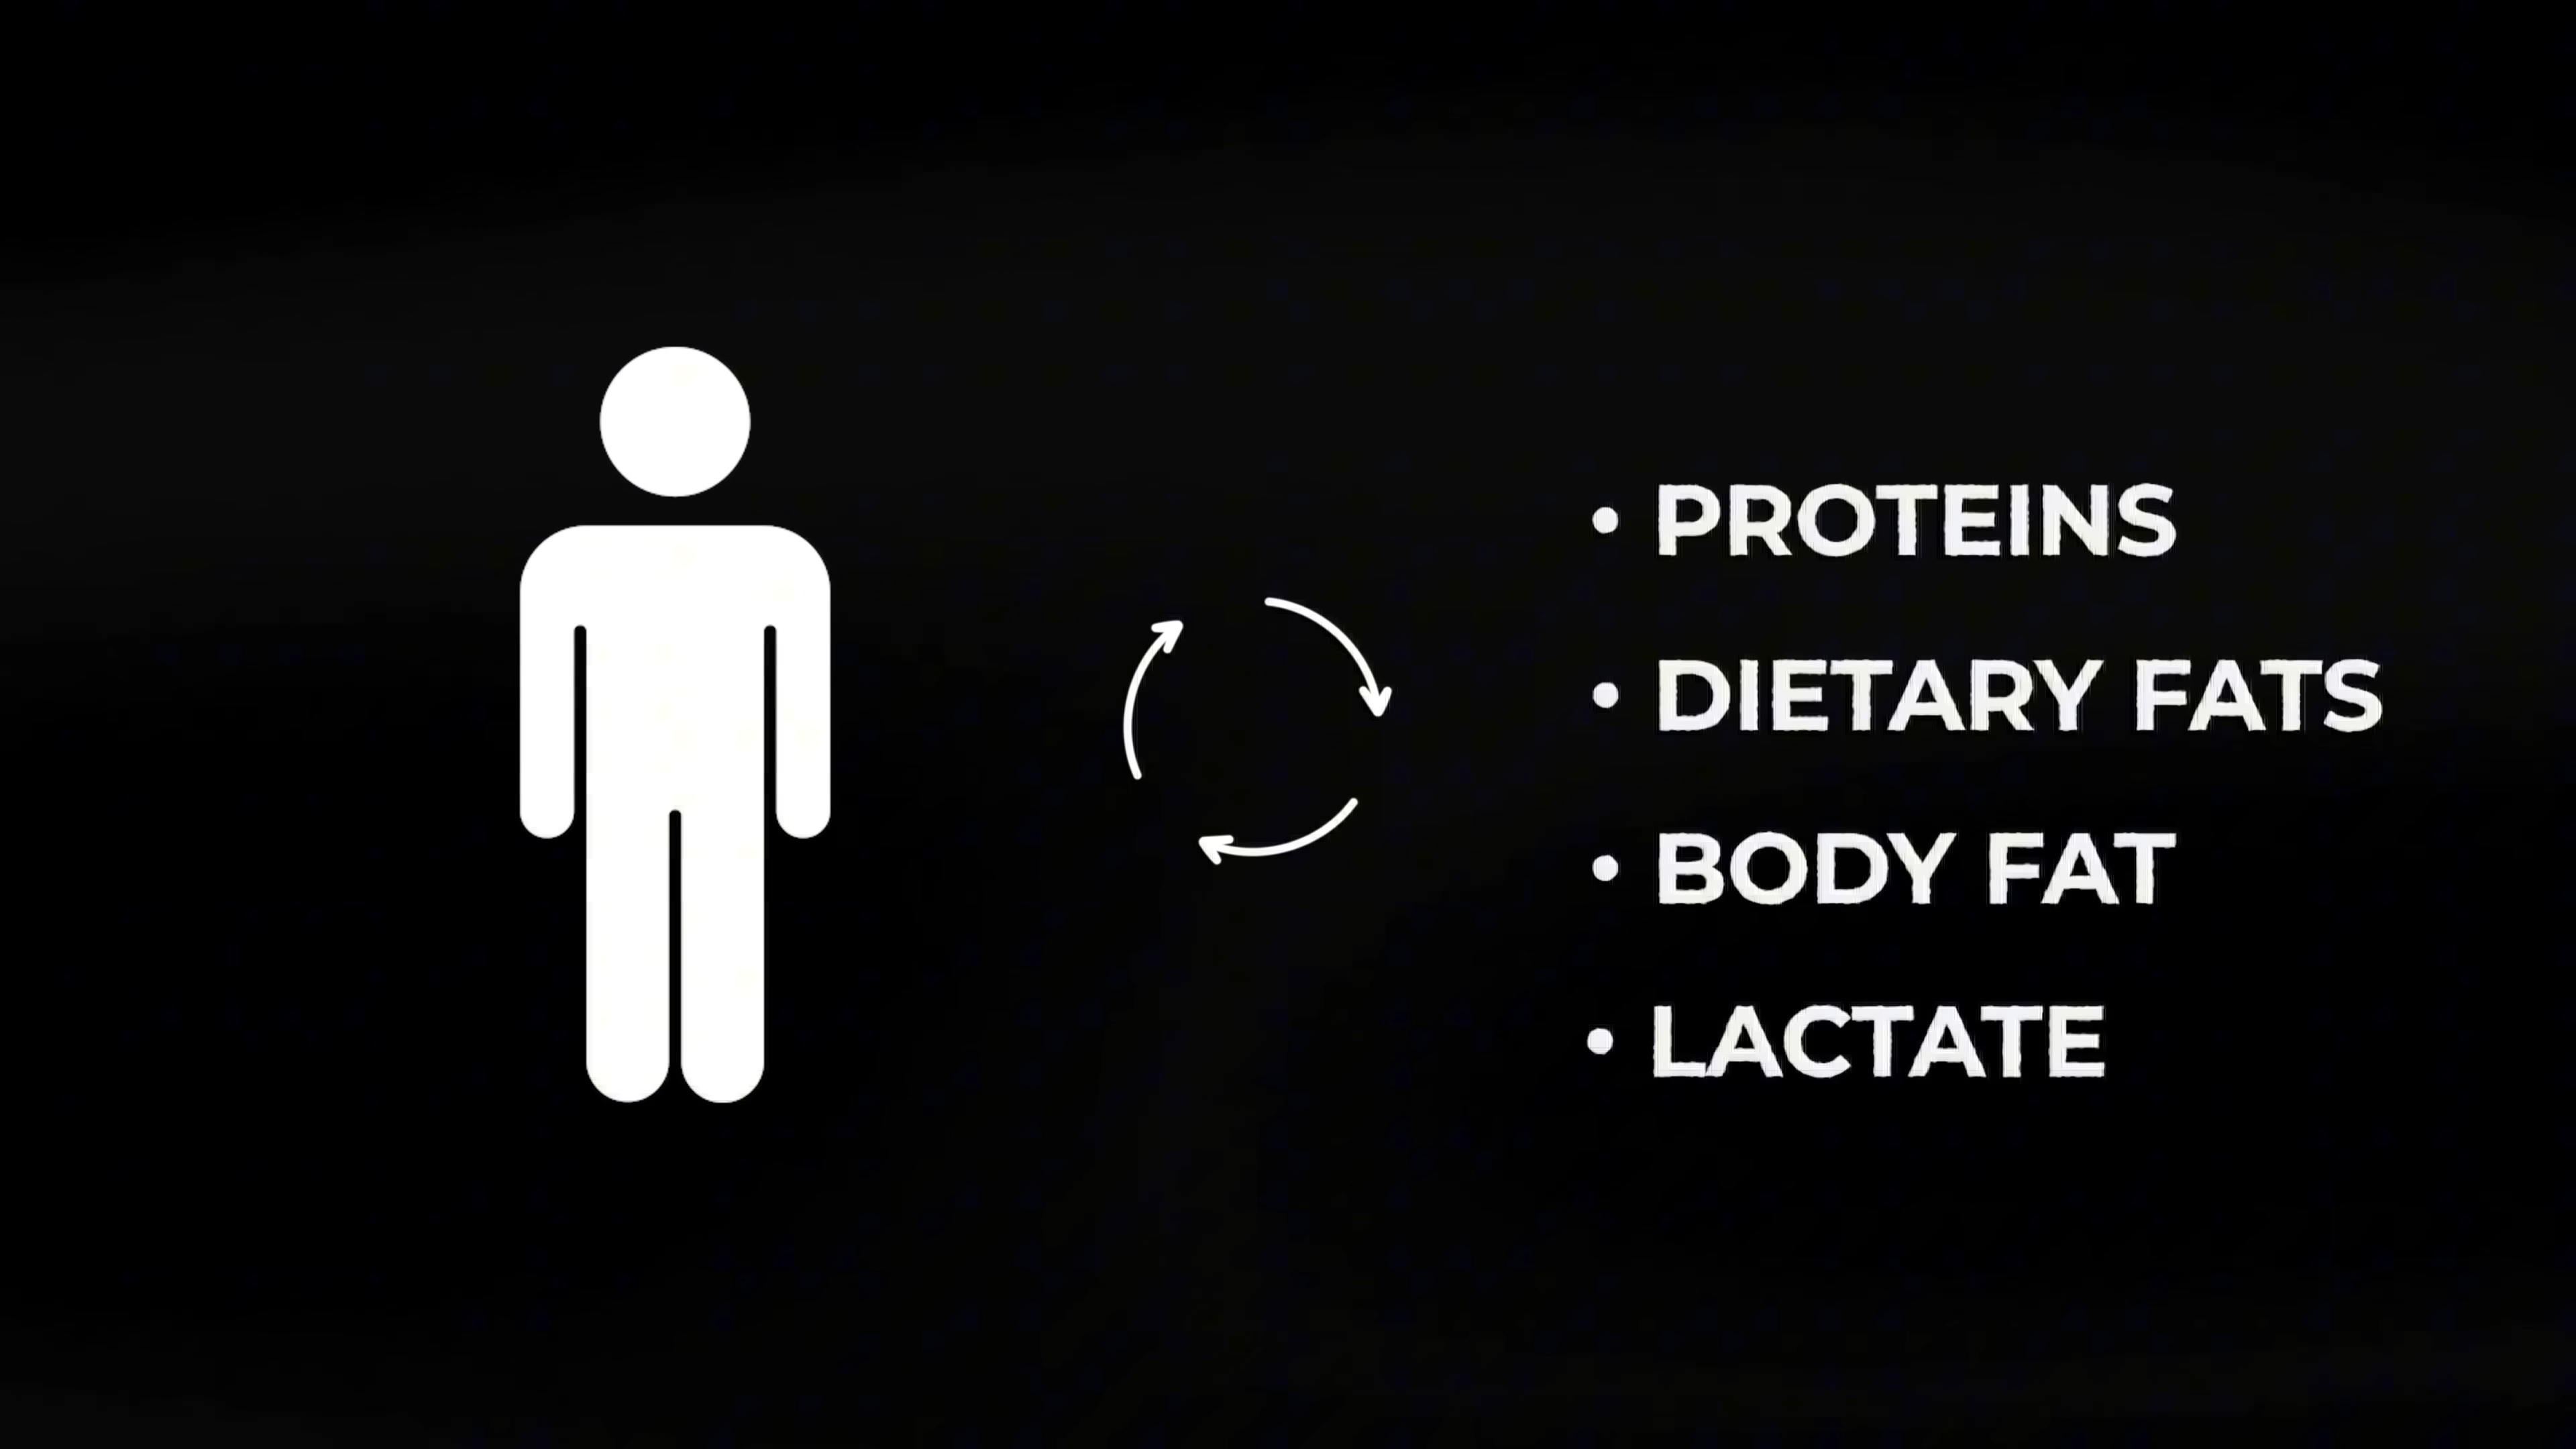 • PROTEINS
• DIETARY FATS
• BODY FAT
• LACTATE